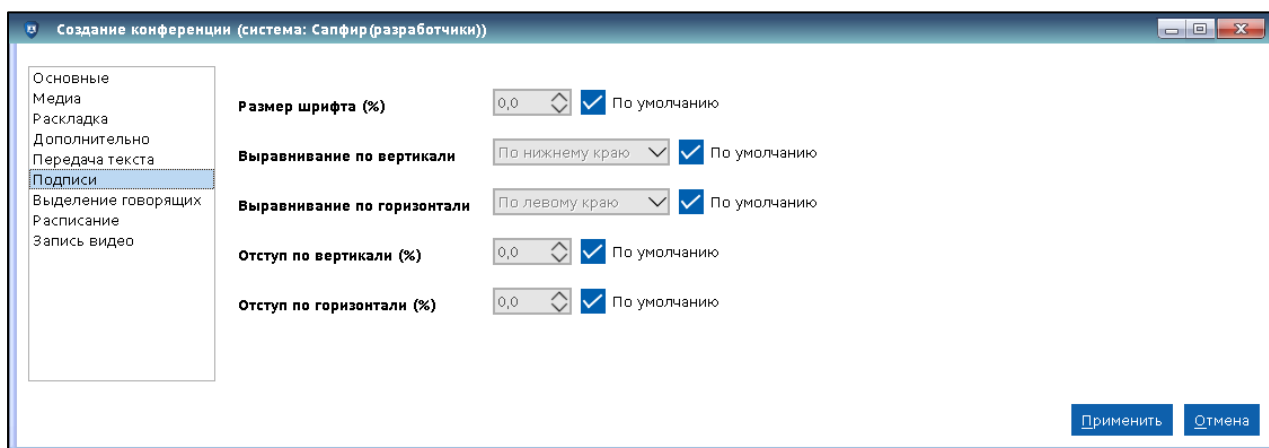 Создание конференции (система: Сапфир(разработчики))
Основные
Медиа
Раскладка
Дополнительно
Передача текста
Подписи
Выделение говорящих
Расписание
Запись видео
Размер шрифта (%) 0,0 По умолчанию
Выравнивание по вертикали По нижнему краю По умолчанию
Выравнивание по горизонтали По левому краю По умолчанию
Отступ по вертикали (%) 0,0 По умолчанию
Отступ по горизонтали (%) 0,0 По умолчанию
Применить Отмена